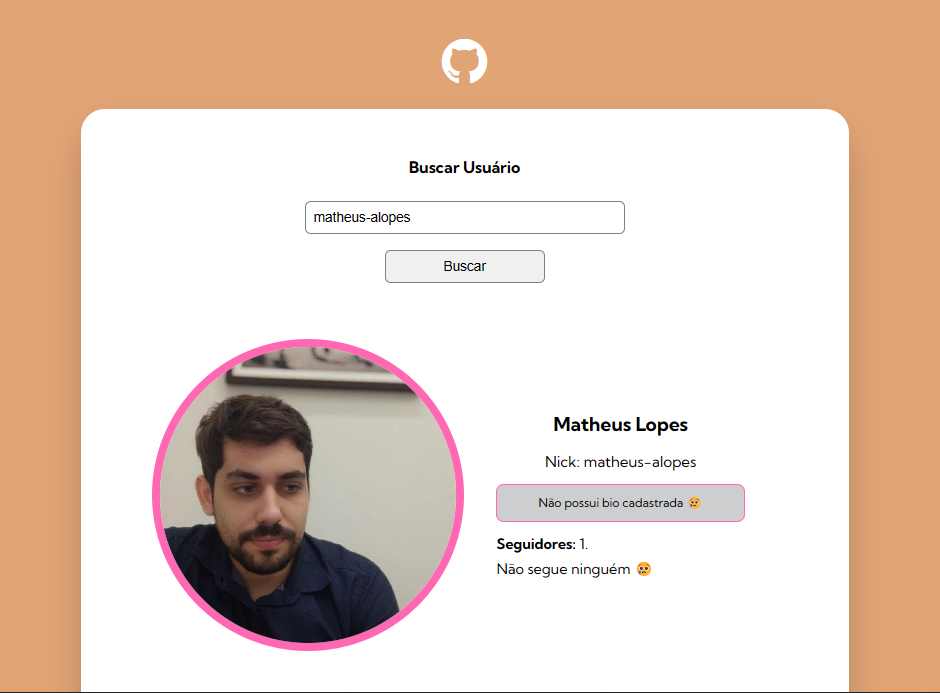 Buscar Usuário
matheus-alopes
Buscar
Matheus Lopes
Nick: matheus-alopes
Não possui bio cadastrada 😢
Seguidores: 1.
Não segue ninguém 😢